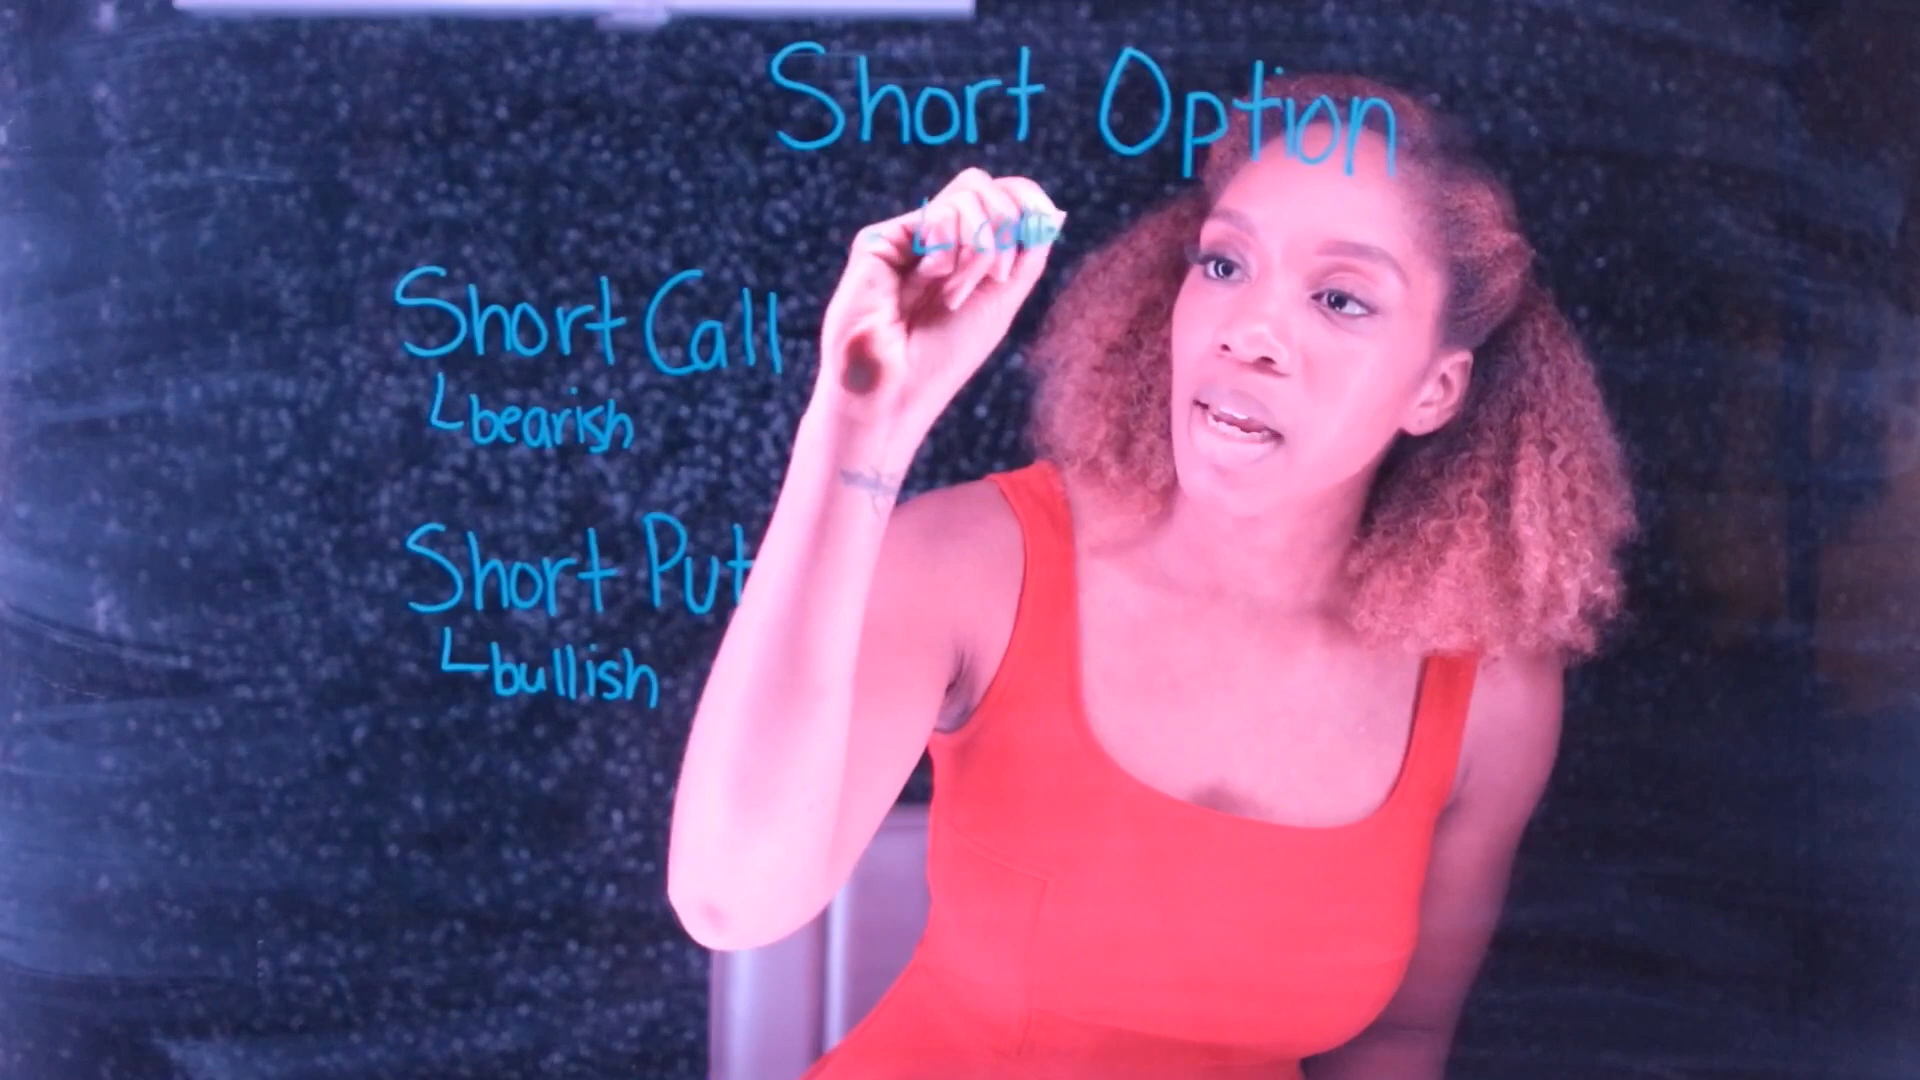 Short Option
Short Call
bearish
Short Put
bullish